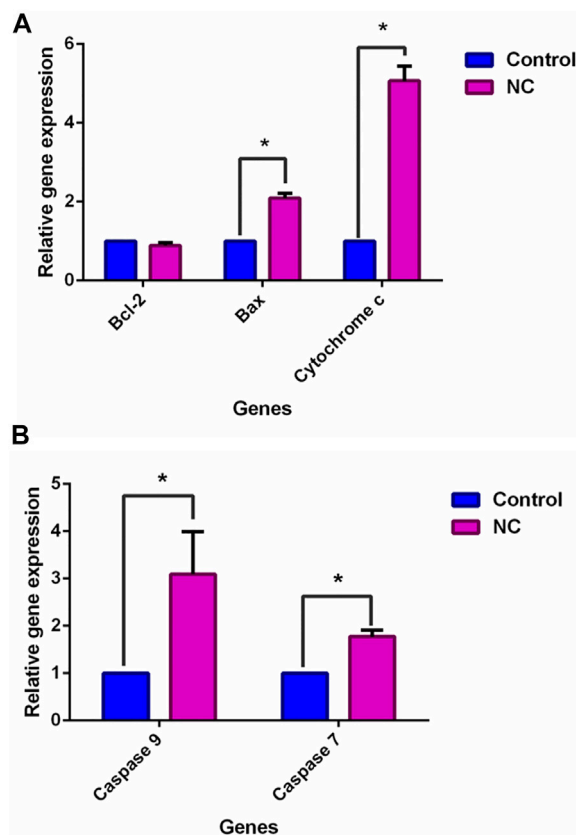 A
Relative gene expression
6
4
2
0
*
*
Control
NC
Bcl-2
Bax
Cytochrome c
Genes
B
Relative gene expression
5
4
3
2
1
0
*
*
Control
NC
Caspase 9
Caspase 7
Genes